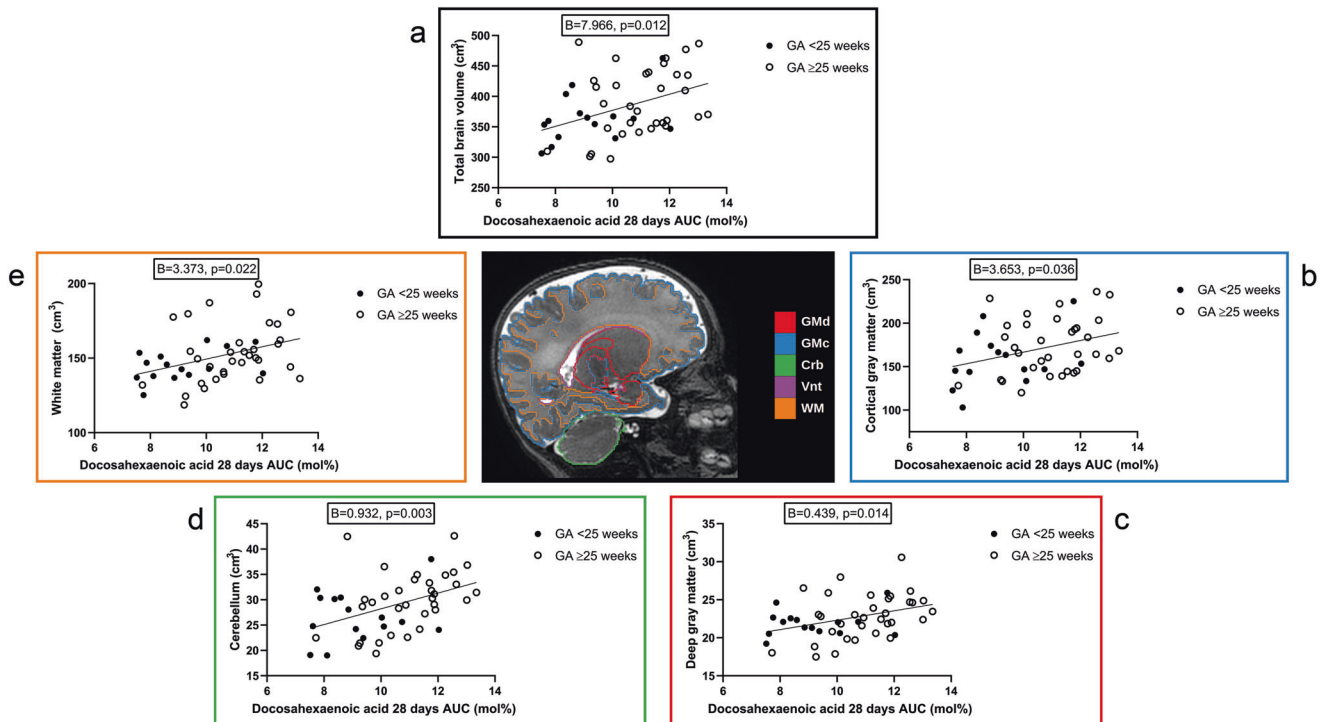 a
B=7.966, p=0.012
Total brain volume (cm³)
500
450
400
350
300
250
6 8 10 12 14
Docosahexaenoic acid 28 days AUC (mol%)
GA <25 weeks
GA ≥25 weeks
e
B=3.373, p=0.022
White matter (cm³)
200
150
100
6 8 10 12 14
Docosahexaenoic acid 28 days AUC (mol%)
GA <25 weeks
GA ≥25 weeks
GMd
GMc
Crb
Vnt
WM
b
B=3.653, p=0.036
Cortical gray matter (cm³)
250
200
150
100
6 8 10 12 14
Docosahexaenoic acid 28 days AUC (mol%)
GA <25 weeks
GA ≥25 weeks
d
B=0.932, p=0.003
Cerebellum (cm³)
45
40
35
30
25
20
15
6 8 10 12 14
Docosahexaenoic acid 28 days AUC (mol%)
GA <25 weeks
GA ≥25 weeks
c
B=0.439, p=0.014
Deep gray matter (cm³)
35
30
25
20
15
6 8 10 12 14
Docosahexaenoic acid 28 days AUC (mol%)
GA <25 weeks
GA ≥25 weeks